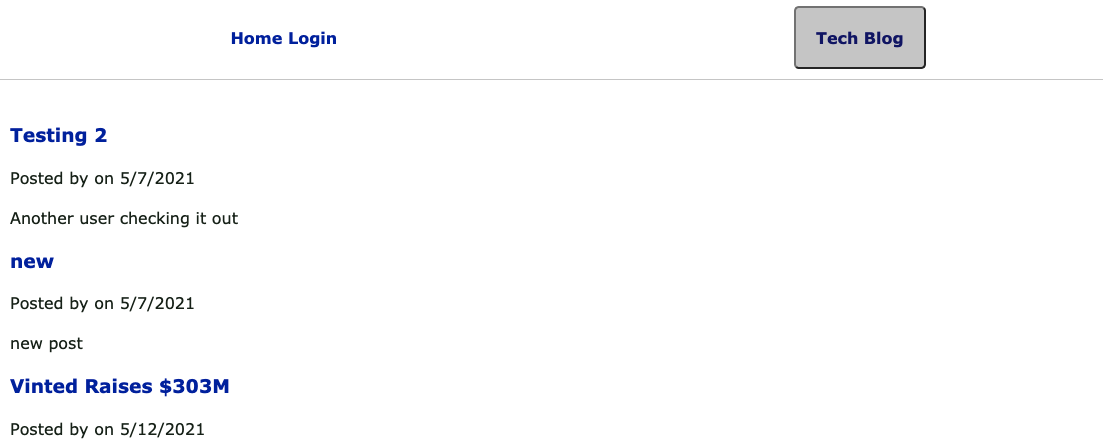 Home Login
Tech Blog
Testing 2
Posted by on 5/7/2021
Another user checking it out
new
Posted by on 5/7/2021
new post
Vinted Raises $303M
Posted by on 5/12/2021